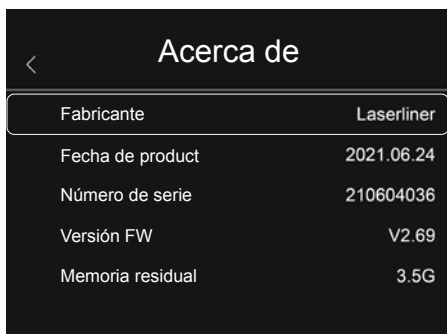 Acerca de
Fabricante Laserliner
Fecha de product 2021.06.24
Número de serie 210604036
Versión FW V2.69
Memoria residual 3.5G